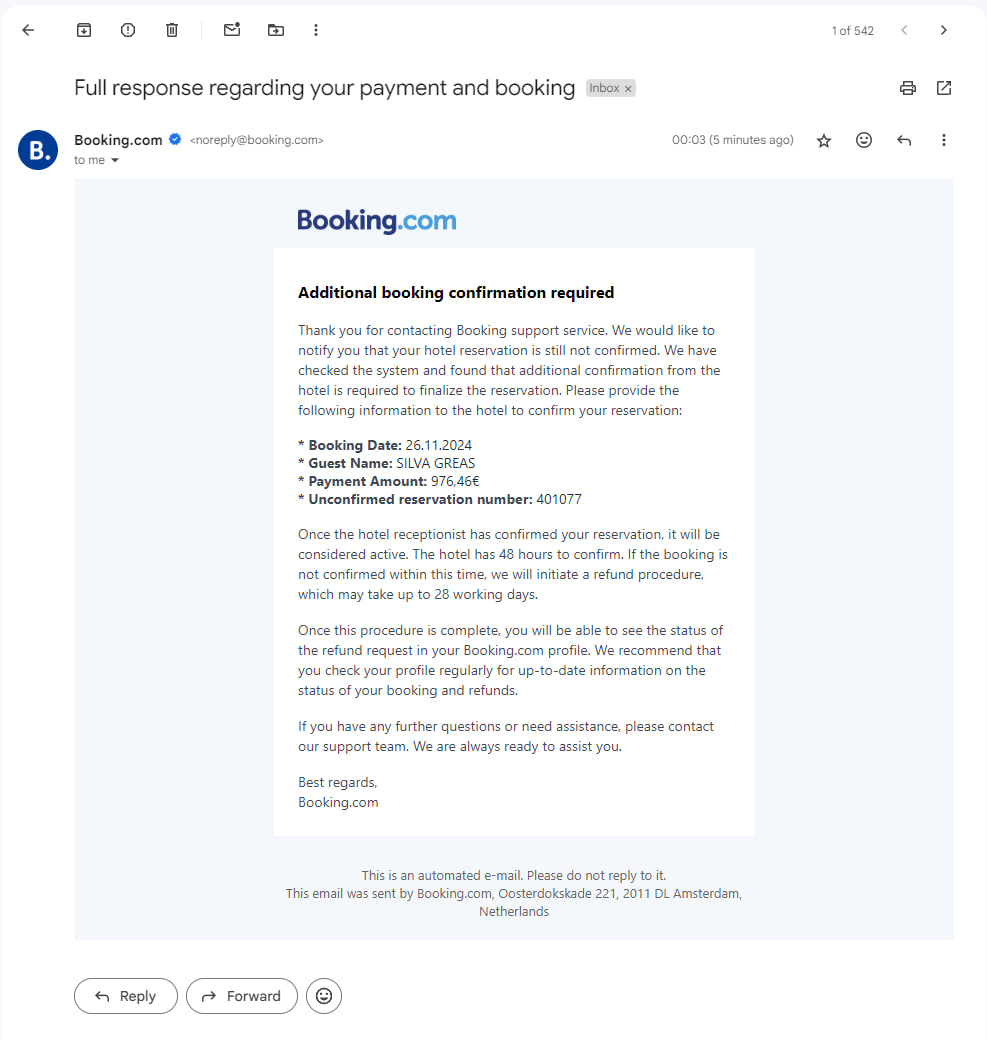 1 of 542
Full response regarding your payment and booking Inbox ×
B.
Booking.com <noreply@booking.com> 00:03 (5 minutes ago)
to me
Booking.com
Additional booking confirmation required
Thank you for contacting Booking support service. We would like to
notify you that your hotel reservation is still not confirmed. We have
checked the system and found that additional confirmation from the
hotel is required to finalize the reservation. Please provide the
following information to the hotel to confirm your reservation:
* Booking Date: 26.11.2024
* Guest Name: SILVA GREAS
* Payment Amount: 976,46€
* Unconfirmed reservation number: 401077
Once the hotel receptionist has confirmed your reservation, it will be
considered active. The hotel has 48 hours to confirm. If the booking is
not confirmed within this time, we will initiate a refund procedure,
which may take up to 28 working days.
Once this procedure is complete, you will be able to see the status of
the refund request in your Booking.com profile. We recommend that
you check your profile regularly for up-to-date information on the
status of your booking and refunds.
If you have any further questions or need assistance, please contact
our support team. We are always ready to assist you.
Best regards,
Booking.com
This is an automated e-mail. Please do not reply to it.
This email was sent by Booking.com, Oosterdokskade 221, 2011 DL Amsterdam,
Netherlands
Reply Forward